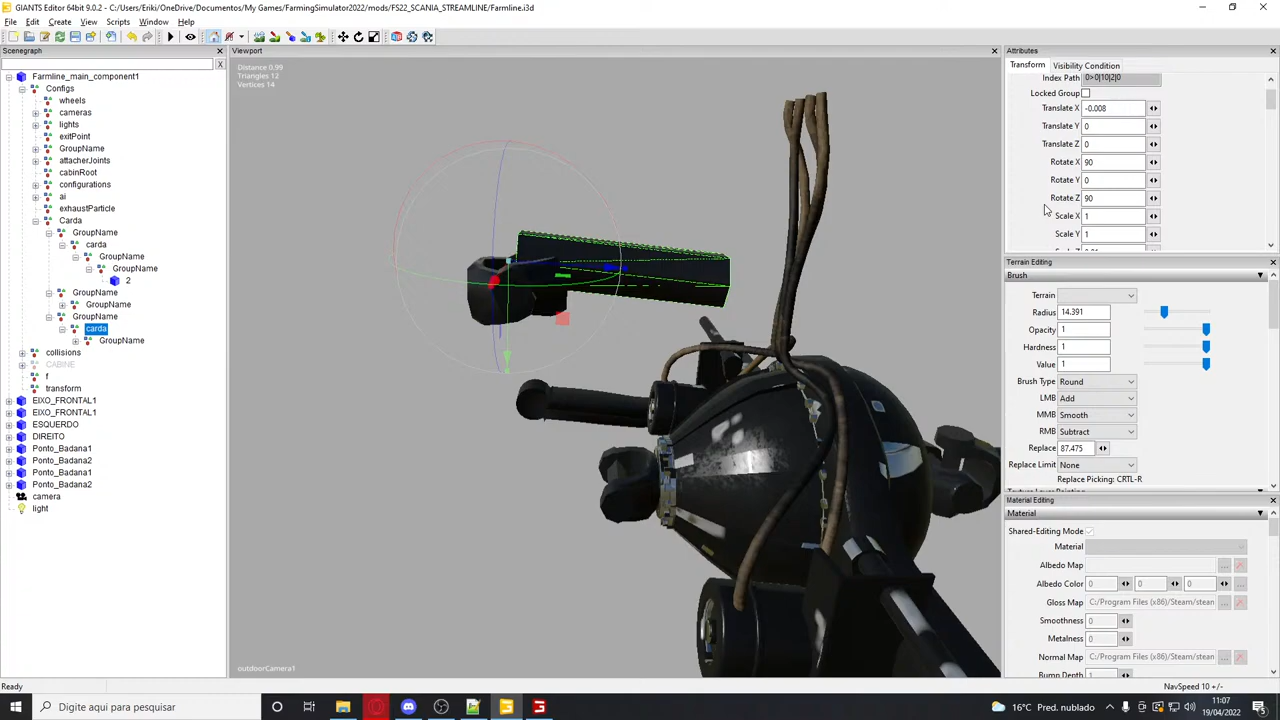 GIANTS Editor 64bit 9.0.2 - C:/Users/Eriki/OneDrive/Documentos/My Games/FarmingSimulator2022/mods/FS22_SCANIA_STREAMLINE/Farmline.i3d
File Edit Create View Scripts Window Help
Scenegraph
Farmline_main_component1
Configs
wheels
cameras
lights
exitPoint
GroupName
attacherJoints
cabinRoot
configurations
ai
exhaustParticle
Carda
GroupName
carda
GroupName
GroupName
2
GroupName
GroupName
GroupName
carda
GroupName
collisions
CABINE
f
transform
EIXO_FRONTAL1
EIXO_FRONTAL1
ESQUERDO
DIREITO
Ponto_Badana1
Ponto_Badana2
Ponto_Badana1
Ponto_Badana2
camera
light
Viewport
Distance 0.99
Triangles 12
Vertices 14
outdoorCamera1
Attributes
Transform Visibility Condition
Index Path 0>0|10|2|0
Locked Group
Translate X -0.008
Translate Y 0
Translate Z 0
Rotate X 90
Rotate Y 0
Rotate Z 90
Scale X 1
Scale Y 1
Terrain Editing
Brush
Terrain
Radius 14.391
Opacity 1
Hardness 1
Value 1
Brush Type Round
LMB Add
MMB Smooth
RMB Subtract
Replace 87.475
Replace Limit None
Replace Picking: CRTL-R
Material Editing
Material
Shared-Editing Mode
Material
Albedo Map ...
Albedo Color 0 0 0 ...
Gloss Map C:/Program Files (x86)/Steam/stean ...
Smoothness 0
Metalness 0
Normal Map C:/Program Files (x86)/Steam/stean ...
Bump Depth
Ready
NavSpeed 10 +/-
Digite aqui para pesquisar
16°C Pred. nublado
11:07
19/04/2022